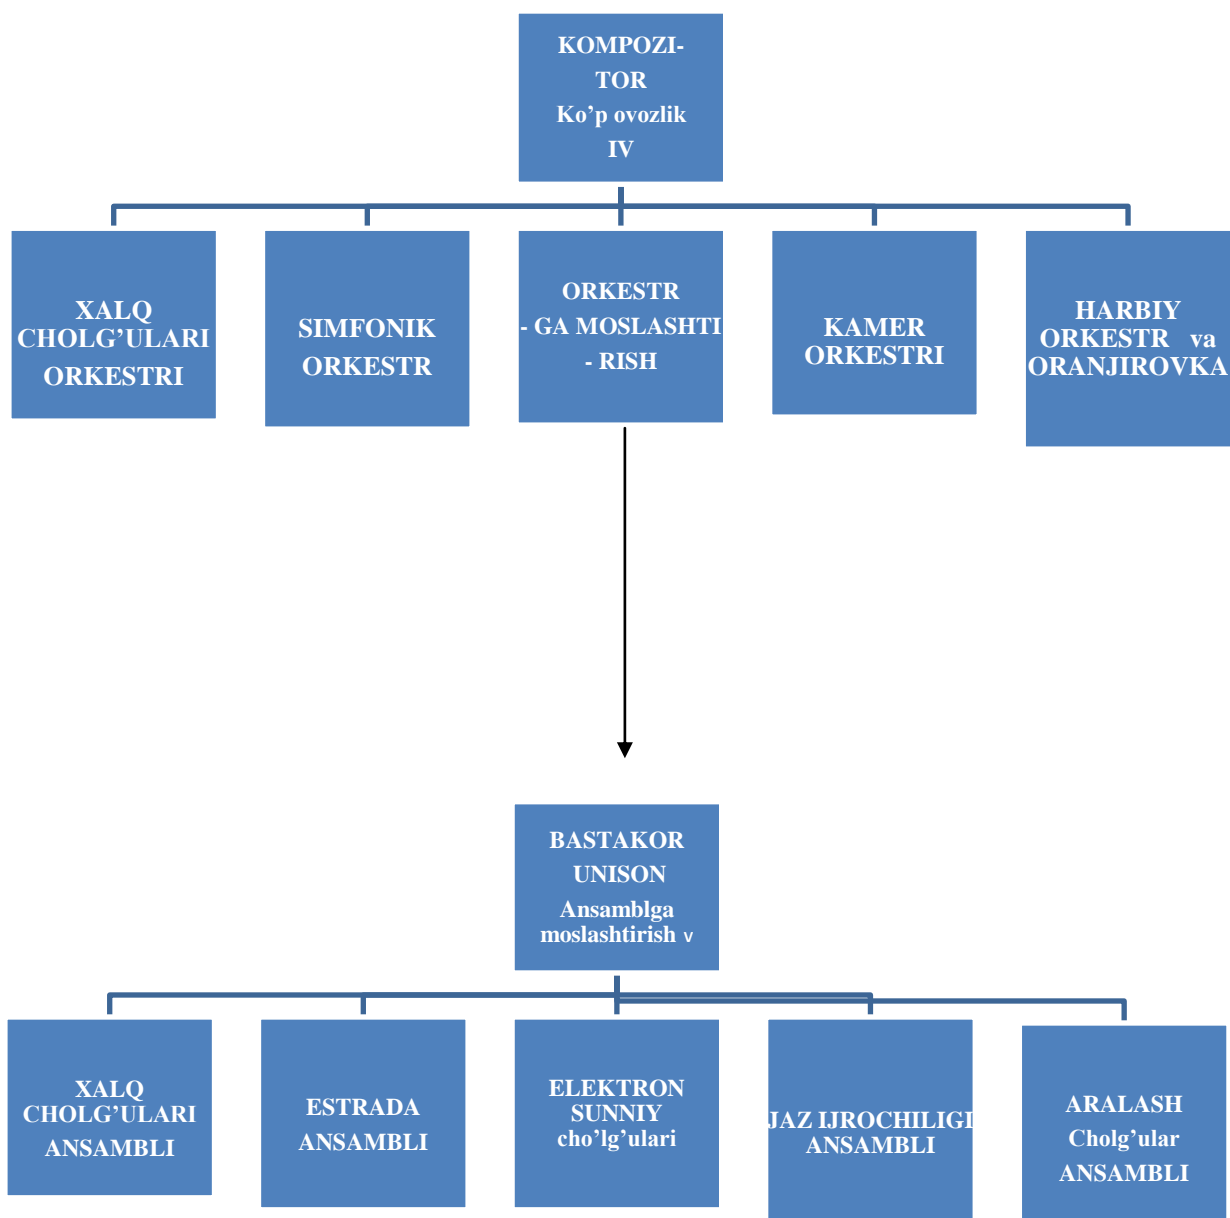 KOMPOZI-
TOR
Ko’p ovozlik
IV
XALQ
CHOLG’ULARI
ORKESTRI
SIMFONIK
ORKESTR
ORKESTR
- GA MOSLASHTI
- RISH
KAMER
ORKESTRI
HARBIY
ORKESTR va
ORANJIROVKA
BASTAKOR
UNISON
Ansamblga
moslashtirish v
XALQ
CHOLG’ULARI
ANSAMBLI
ESTRADA
ANSAMBLI
ELEKTRON
SUNNIY
cho’lg’ulari
JAZ IJROCHILIGI
ANSAMBLI
ARALASH
Cholg’ular
ANSAMBLI